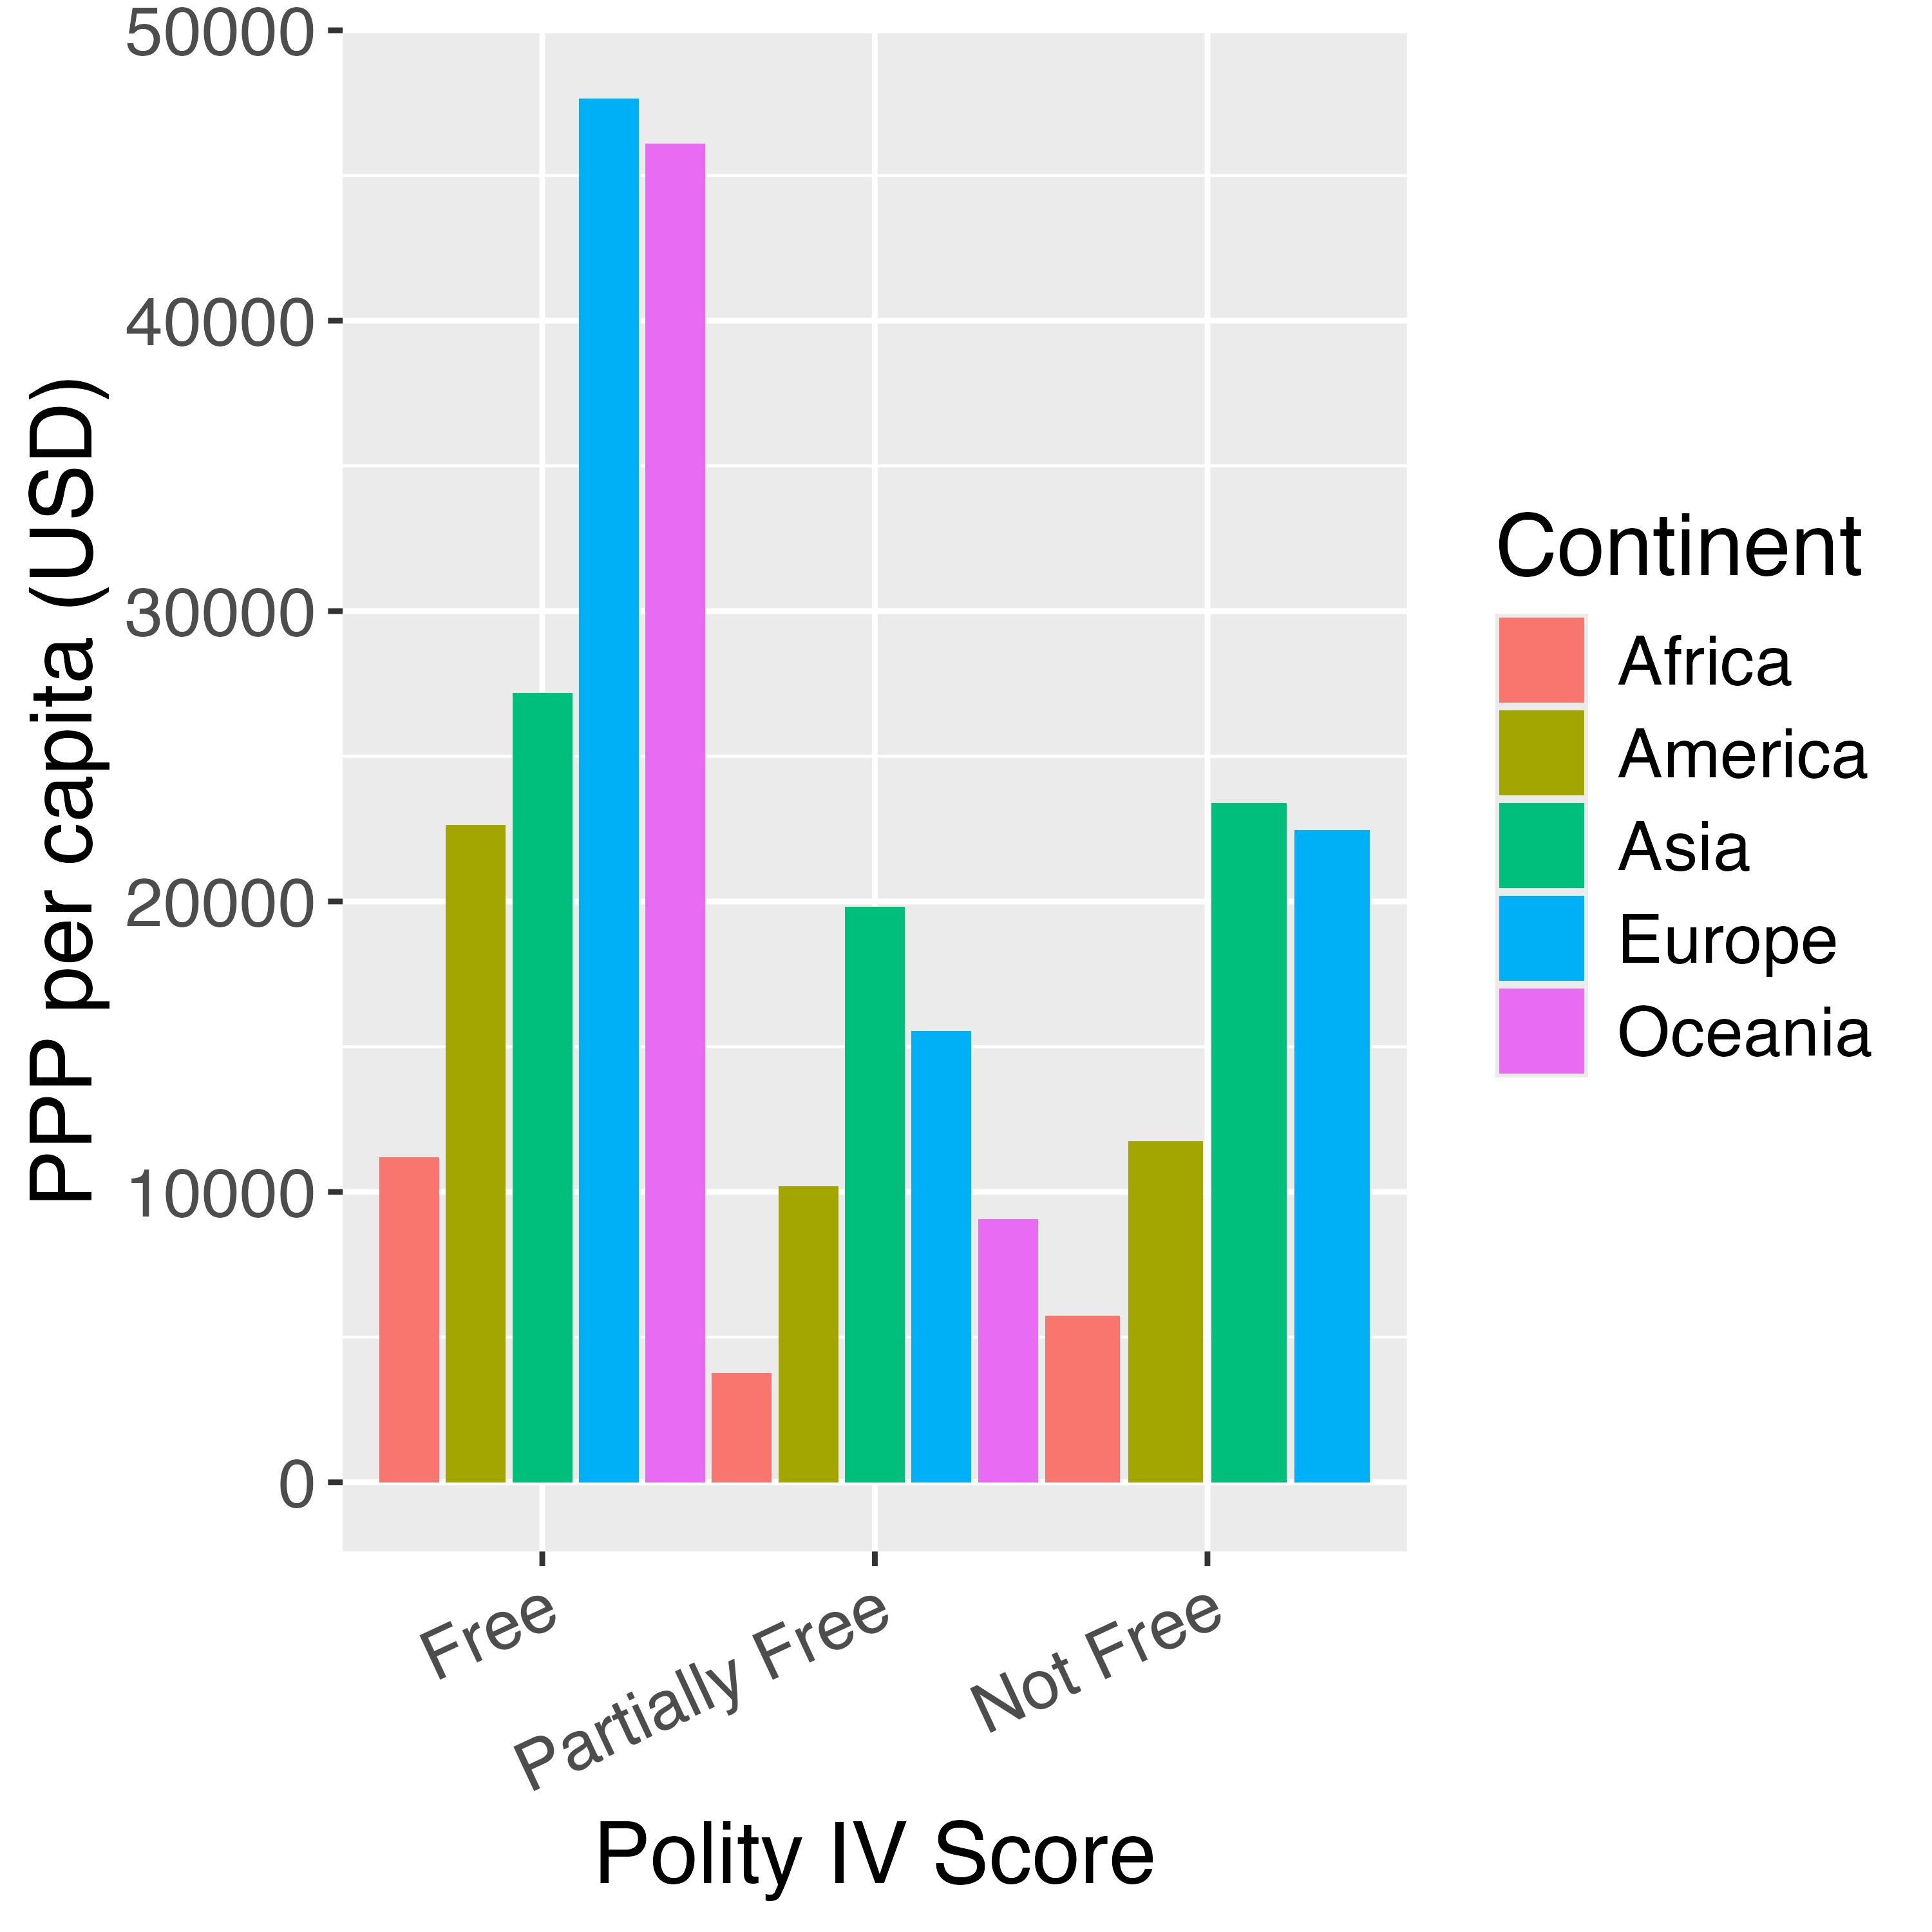 PPP per capita (USD)
50000
40000
30000
20000
10000
0
Free
Partially Free
Not Free
Polity IV Score
Continent
Africa
America
Asia
Europe
Oceania